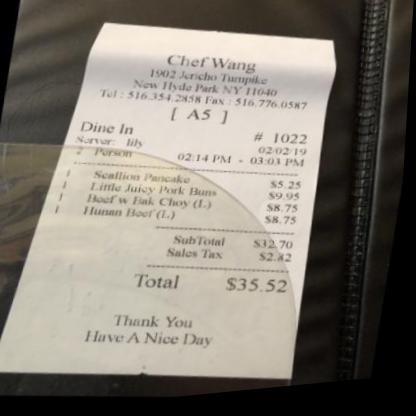 Chef Wang
1902 Jericho Turnpike
New Hyde Park NY 11040
Tel : 516.354.2858 Fax : 516.776.0587
[ A5 ]
Dine In # 1022
Server: lily 02/02/19
2 Person 02:14 PM - 03:03 PM
1 Scallion Pancake $5.25
1 Little Juicy Pork Buns $9.95
1 Beef w Bak Choy (L) $8.75
1 Hunan Beef (L) $8.75
SubTotal $32.70
Sales Tax $2.82
Total $35.52
Thank You
Have A Nice Day